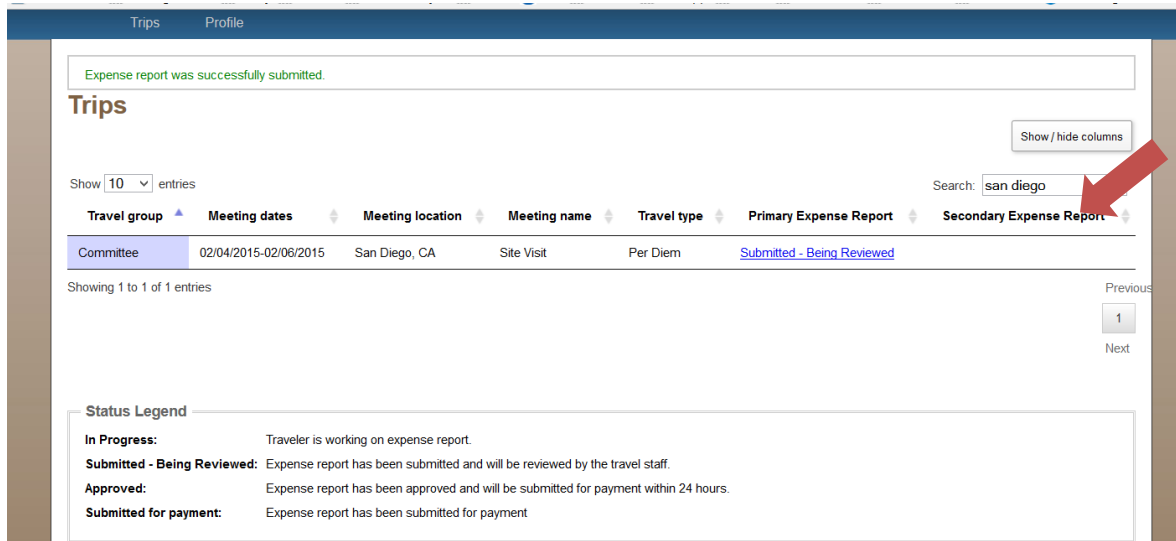 Trips Profile
Expense report was successfully submitted.
Trips
Show / hide columns
Show 10 entries
Search: san diego
Travel group Meeting dates Meeting location Meeting name Travel type Primary Expense Report Secondary Expense Report
Committee 02/04/2015-02/06/2015 San Diego, CA Site Visit Per Diem Submitted - Being Reviewed
Showing 1 to 1 of 1 entries
Previous
1
Next
Status Legend
In Progress: Traveler is working on expense report.
Submitted - Being Reviewed: Expense report has been submitted and will be reviewed by the travel staff.
Approved: Expense report has been approved and will be submitted for payment within 24 hours.
Submitted for payment: Expense report has been submitted for payment